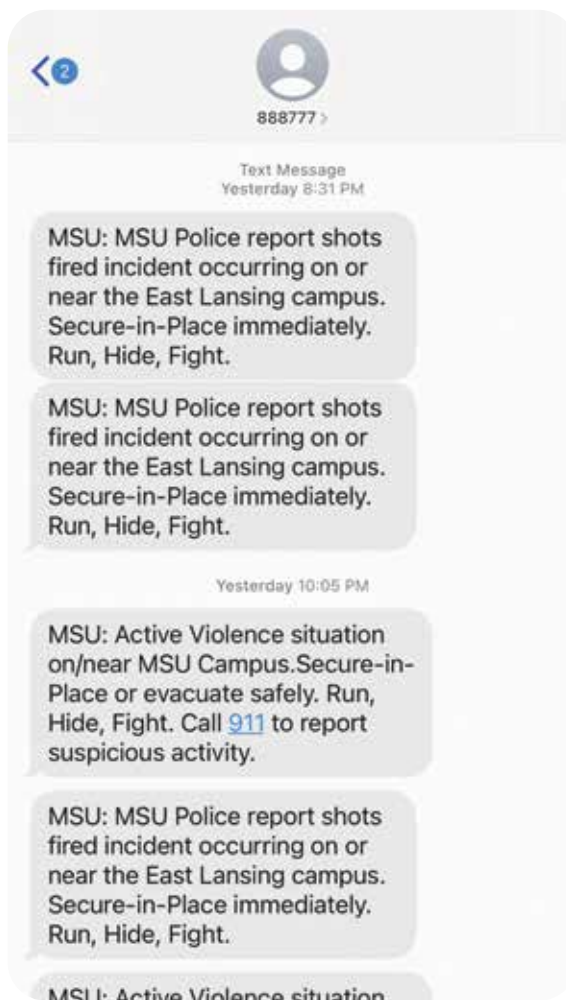 2
888777 >
Text Message
Yesterday 8:31 PM
MSU: MSU Police report shots
fired incident occurring on or
near the East Lansing campus.
Secure-in-Place immediately.
Run, Hide, Fight.
MSU: MSU Police report shots
fired incident occurring on or
near the East Lansing campus.
Secure-in-Place immediately.
Run, Hide, Fight.
Yesterday 10:05 PM
MSU: Active Violence situation
on/near MSU Campus.Secure-in-
Place or evacuate safely. Run,
Hide, Fight. Call 911 to report
suspicious activity.
MSU: MSU Police report shots
fired incident occurring on or
near the East Lansing campus.
Secure-in-Place immediately.
Run, Hide, Fight.
MSU: Active Violence situation